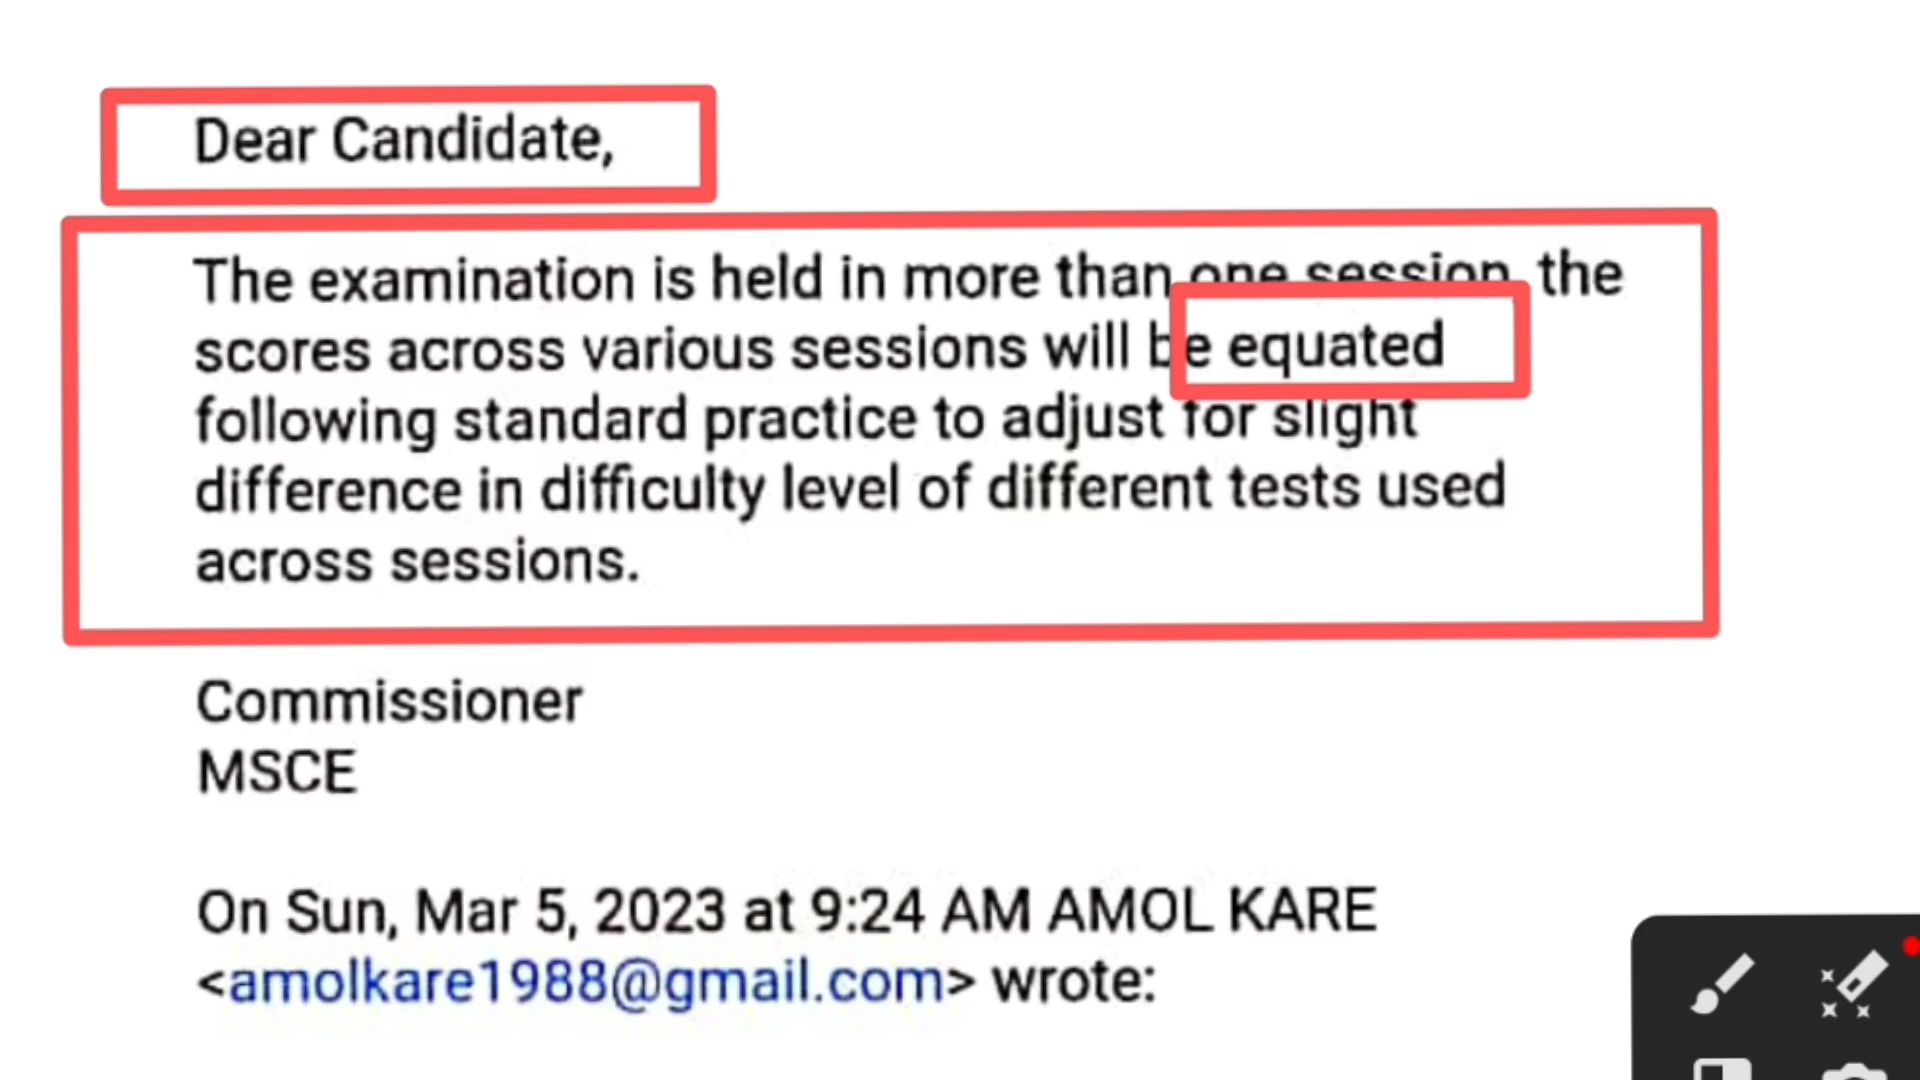 Dear Candidate,
The examination is held in more than one session, the
scores across various sessions will be equated
following standard practice to adjust for slight
difference in difficulty level of different tests used
across sessions.
Commissioner
MSCE
On Sun, Mar 5, 2023 at 9:24 AM AMOL KARE
<amolkare1988@gmail.com> wrote: